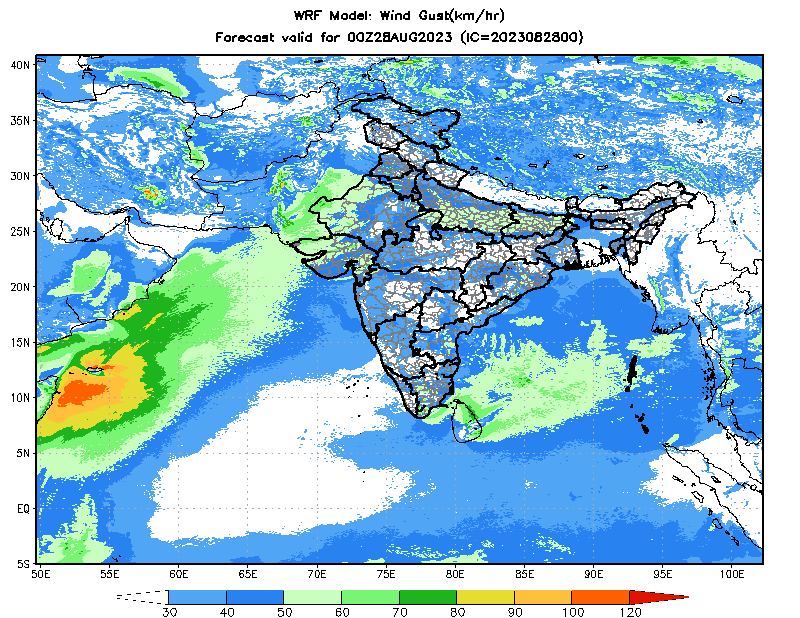 WRF Model: Wind Gust(km/hr)
Forecast valid for 00Z28AUG2023 (IC=2023082800)
40N
35N
30N
25N
20N
15N
10N
5N
EQ
5S
50E 55E 60E 65E 70E 75E 80E 85E 90E 95E 100E
30 40 50 60 70 80 90 100 120